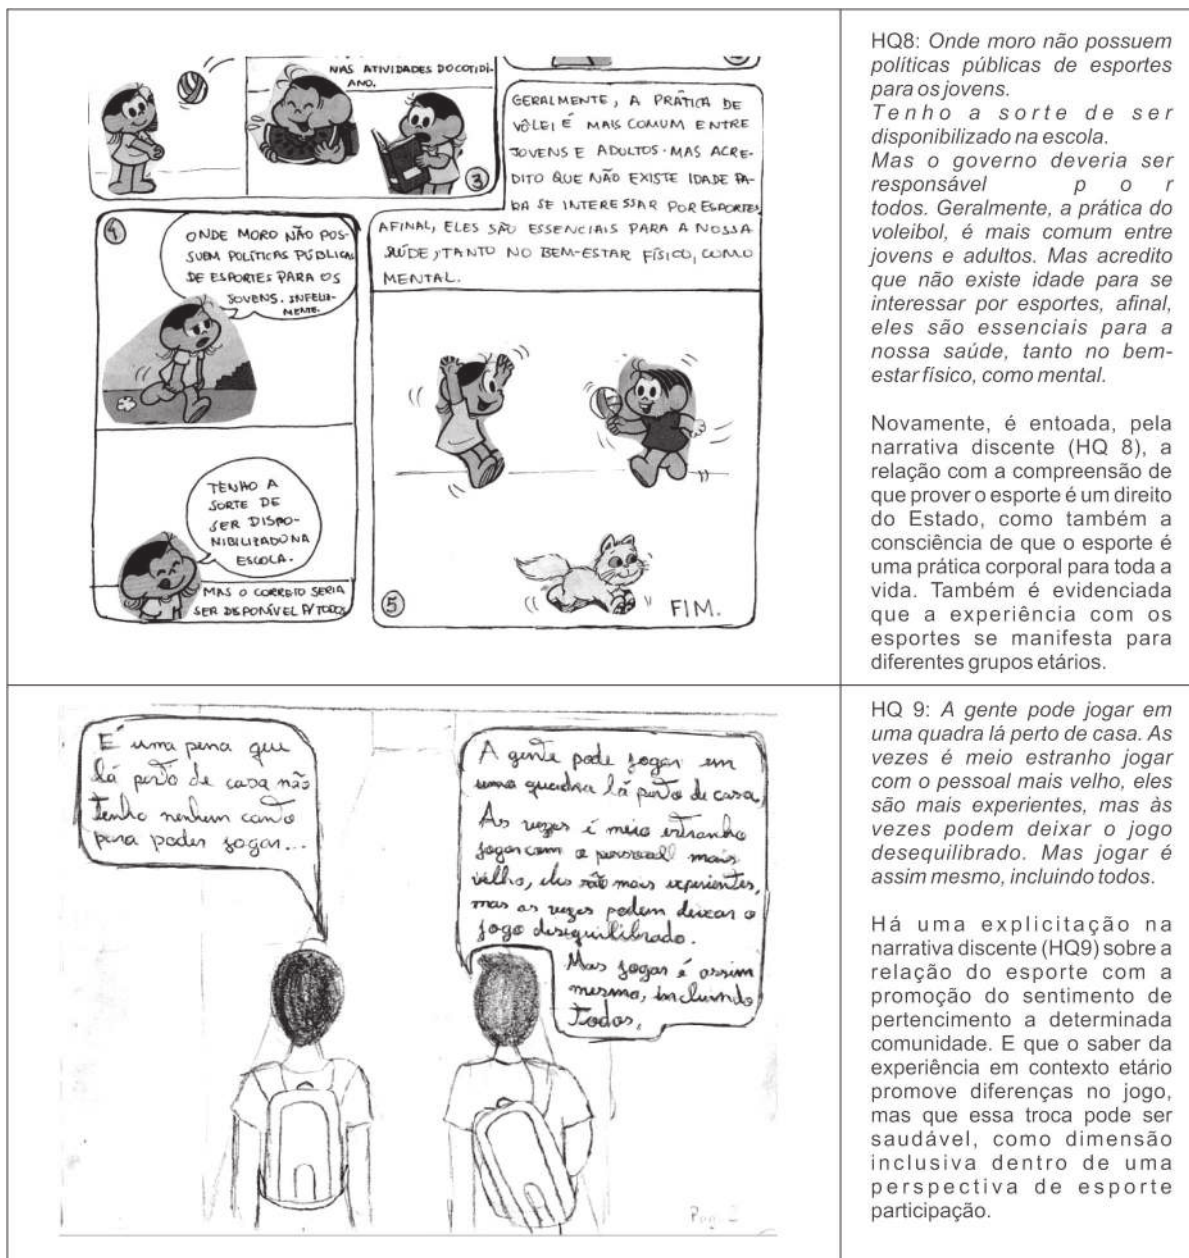 NAS ATIVIDADES DO COTIDI-
ANO.
3
GERALMENTE, A PRÁTICA DE
VÔLEI É MAIS COMUM ENTRE
JOVENS E ADULTOS. MAS ACRE-
DITO QUE NÃO EXISTE IDADE PA-
RA SE INTERESSAR POR ESPORTES,
AFINAL, ELES SÃO ESSENCIAIS PARA A NOSSA
SAÚDE, TANTO NO BEM-ESTAR FÍSICO, COMO
MENTAL.
4
ONDE MORO NÃO POS-
SUEM POLÍTICAS PÚBLICAS
DE ESPORTES PARA OS
JOVENS. INFELIZ-
MENTE.
TENHO A
SORTE DE
SER DISPO-
NIBILIZADO NA
ESCOLA.
MAS O CORRETO SERIA
SER DISPONÍVEL P/ TODOS
5
FIM.
HQ8: Onde moro não possuem
políticas públicas de esportes
para os jovens.
Tenho a sorte de ser
disponibilizado na escola.
Mas o governo deveria ser
responsável por
todos. Geralmente, a prática do
voleibol, é mais comum entre
jovens e adultos. Mas acredito
que não existe idade para se
interessar por esportes, afinal,
eles são essenciais para a
nossa saúde, tanto no bem-
estar físico, como mental.
Novamente, é entoada, pela
narrativa discente (HQ 8), a
relação com a compreensão de
que prover o esporte é um direito
do Estado, como também a
consciência de que o esporte é
uma prática corporal para toda a
vida. Também é evidenciada
que a experiência com os
esportes se manifesta para
diferentes grupos etários.
É uma pena que
lá perto de casa não
tenho nenhum canto
para poder jogar...
A gente pode jogar em
uma quadra lá perto de casa,
As vezes é meio estranho
jogar com o pessoal mais
velho, eles são mais experientes,
mas as vezes podem deixar o
jogo desequilibrado.
Mas jogar é assim
mesmo, incluindo
todos.
Pag. 2
HQ 9: A gente pode jogar em
uma quadra lá perto de casa. As
vezes é meio estranho jogar
com o pessoal mais velho, eles
são mais experientes, mas às
vezes podem deixar o jogo
desequilibrado. Mas jogar é
assim mesmo, incluindo todos.
Há uma explicitação na
narrativa discente (HQ9) sobre a
relação do esporte com a
promoção do sentimento de
pertencimento a determinada
comunidade. E que o saber da
experiência em contexto etário
promove diferenças no jogo,
mas que essa troca pode ser
saudável, como dimensão
inclusiva dentro de uma
perspectiva de esporte
participação.